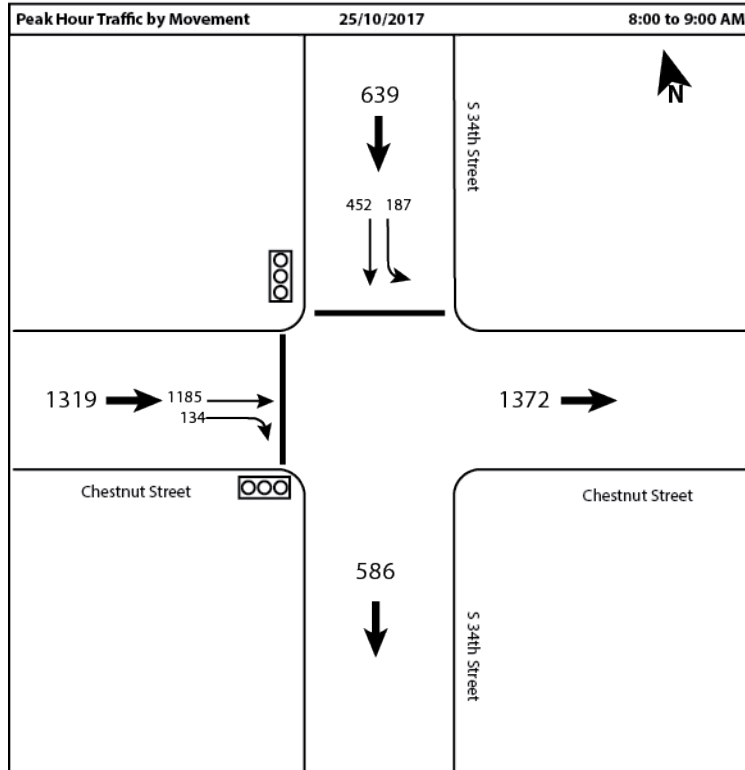 Peak Hour Traffic by Movement 25/10/2017 8:00 to 9:00 AM
N
639
S 34th Street
452 187
1319 1185 1372
134
Chestnut Street Chestnut Street
586
S 34th Street